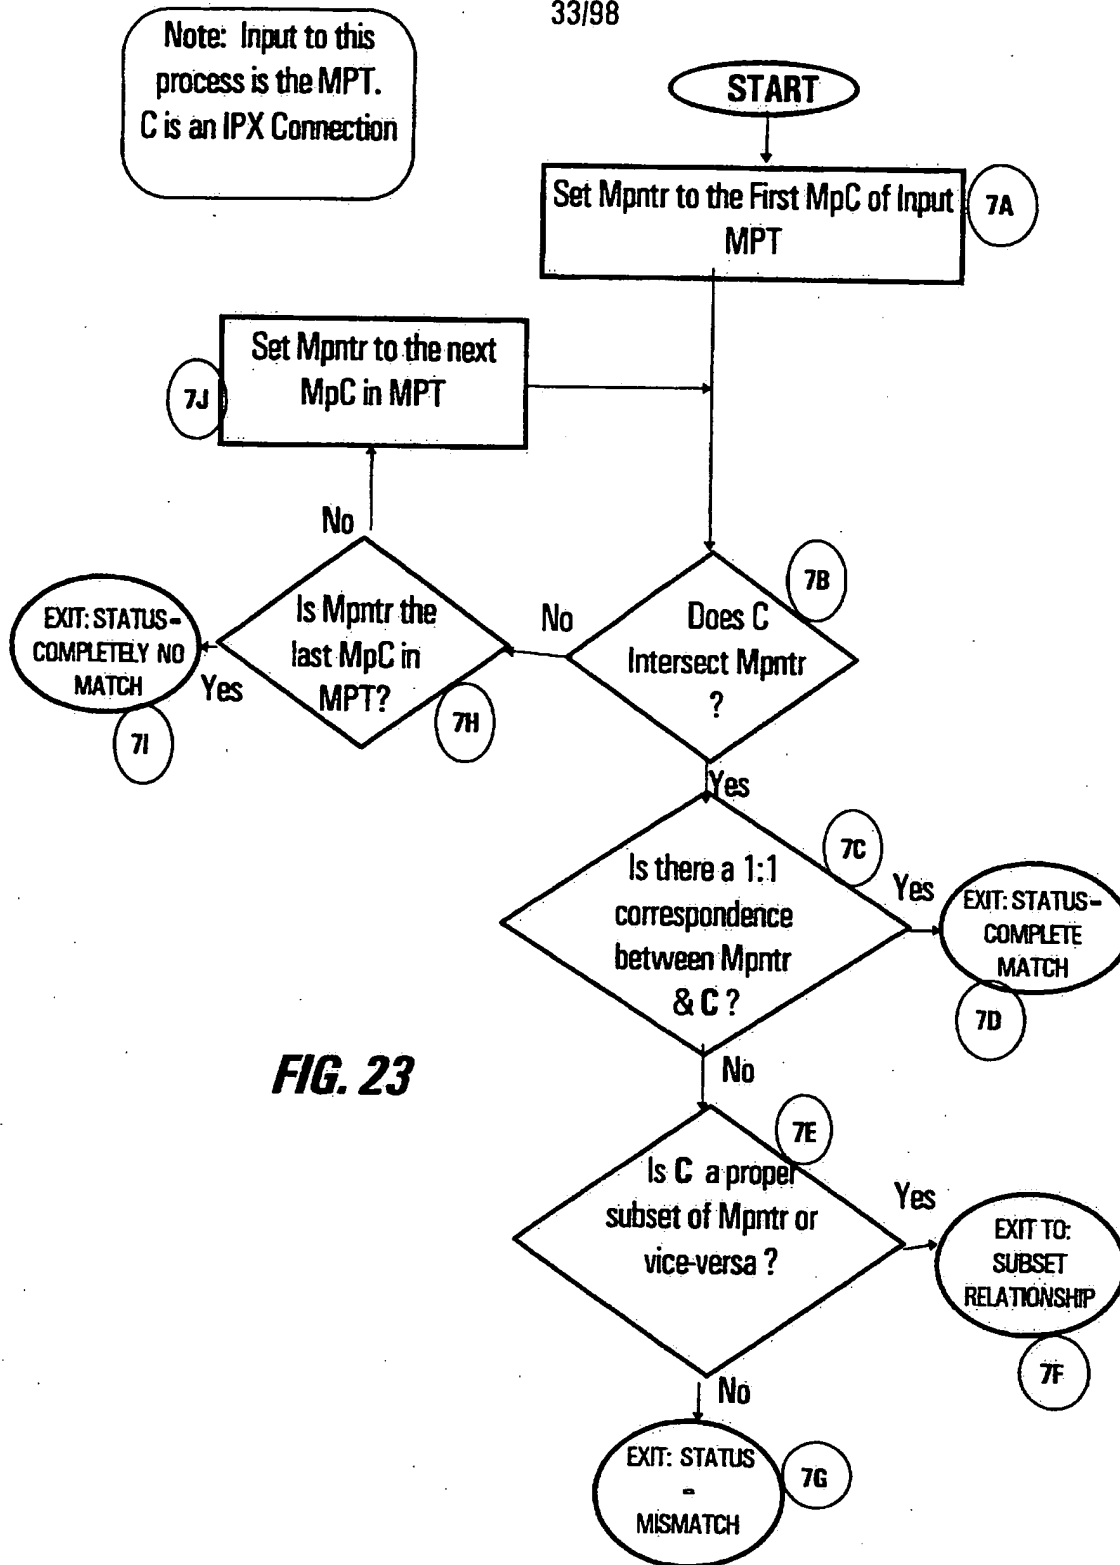 33/98
Note: Input to this
process is the MPT.
C is an IPX Connection
START
Set Mpntr to the First MpC of Input
MPT
7A
Set Mpntr to the next
MpC in MPT
7J
No
Is Mpntr the
last MpC in
MPT?
7H
Yes
EXIT: STATUS-
COMPLETELY NO
MATCH
7I
No
Does C
Intersect Mpntr
?
7B
Yes
Is there a 1:1
correspondence
between Mpntr
& C ?
7C
Yes
EXIT: STATUS-
COMPLETE
MATCH
7D
No
FIG. 23
Is C a proper
subset of Mpntr or
vice-versa ?
7E
Yes
EXIT TO:
SUBSET
RELATIONSHIP
7F
No
EXIT: STATUS
-
MISMATCH
7G